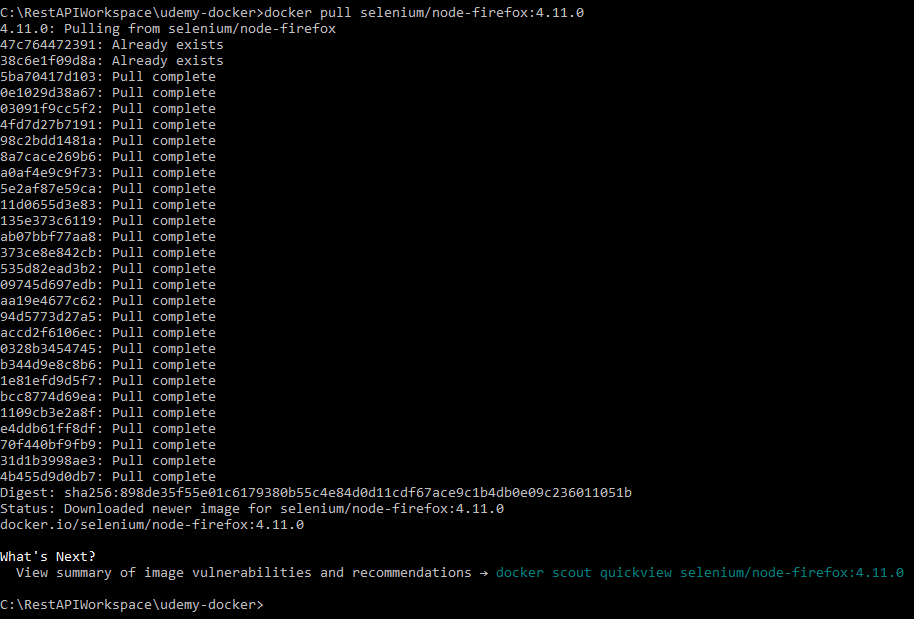 C:\RestAPIWorkspace\udemy-docker>docker pull selenium/node-firefox:4.11.0
4.11.0: Pulling from selenium/node-firefox
47c764472391: Already exists
38c6e1f09d8a: Already exists
5ba70417d103: Pull complete
0e1029d38a67: Pull complete
03091f9cc5f2: Pull complete
4fd7d27b7191: Pull complete
98c2bdd1481a: Pull complete
8a7cace269b6: Pull complete
a0af4e9c9f73: Pull complete
5e2af87e59ca: Pull complete
11d0655d3e83: Pull complete
135e373c6119: Pull complete
ab07bbf77aa8: Pull complete
373ce8e842cb: Pull complete
535d82ead3b2: Pull complete
09745d697edb: Pull complete
aa19e4677c62: Pull complete
94d5773d27a5: Pull complete
accd2f6106ec: Pull complete
0328b3454745: Pull complete
b344d9e8c8b6: Pull complete
1e81efd9d5f7: Pull complete
bcc8774d69ea: Pull complete
1109cb3e2a8f: Pull complete
e4ddb61ff8df: Pull complete
70f440bf9fb9: Pull complete
31d1b3998ae3: Pull complete
4b455d9d0db7: Pull complete
Digest: sha256:898de35f55e01c6179380b55c4e84d0d11cdf67ace9c1b4db0e09c236011051b
Status: Downloaded newer image for selenium/node-firefox:4.11.0
docker.io/selenium/node-firefox:4.11.0
What's Next?
View summary of image vulnerabilities and recommendations → docker scout quickview selenium/node-firefox:4.11.0
C:\RestAPIWorkspace\udemy-docker>